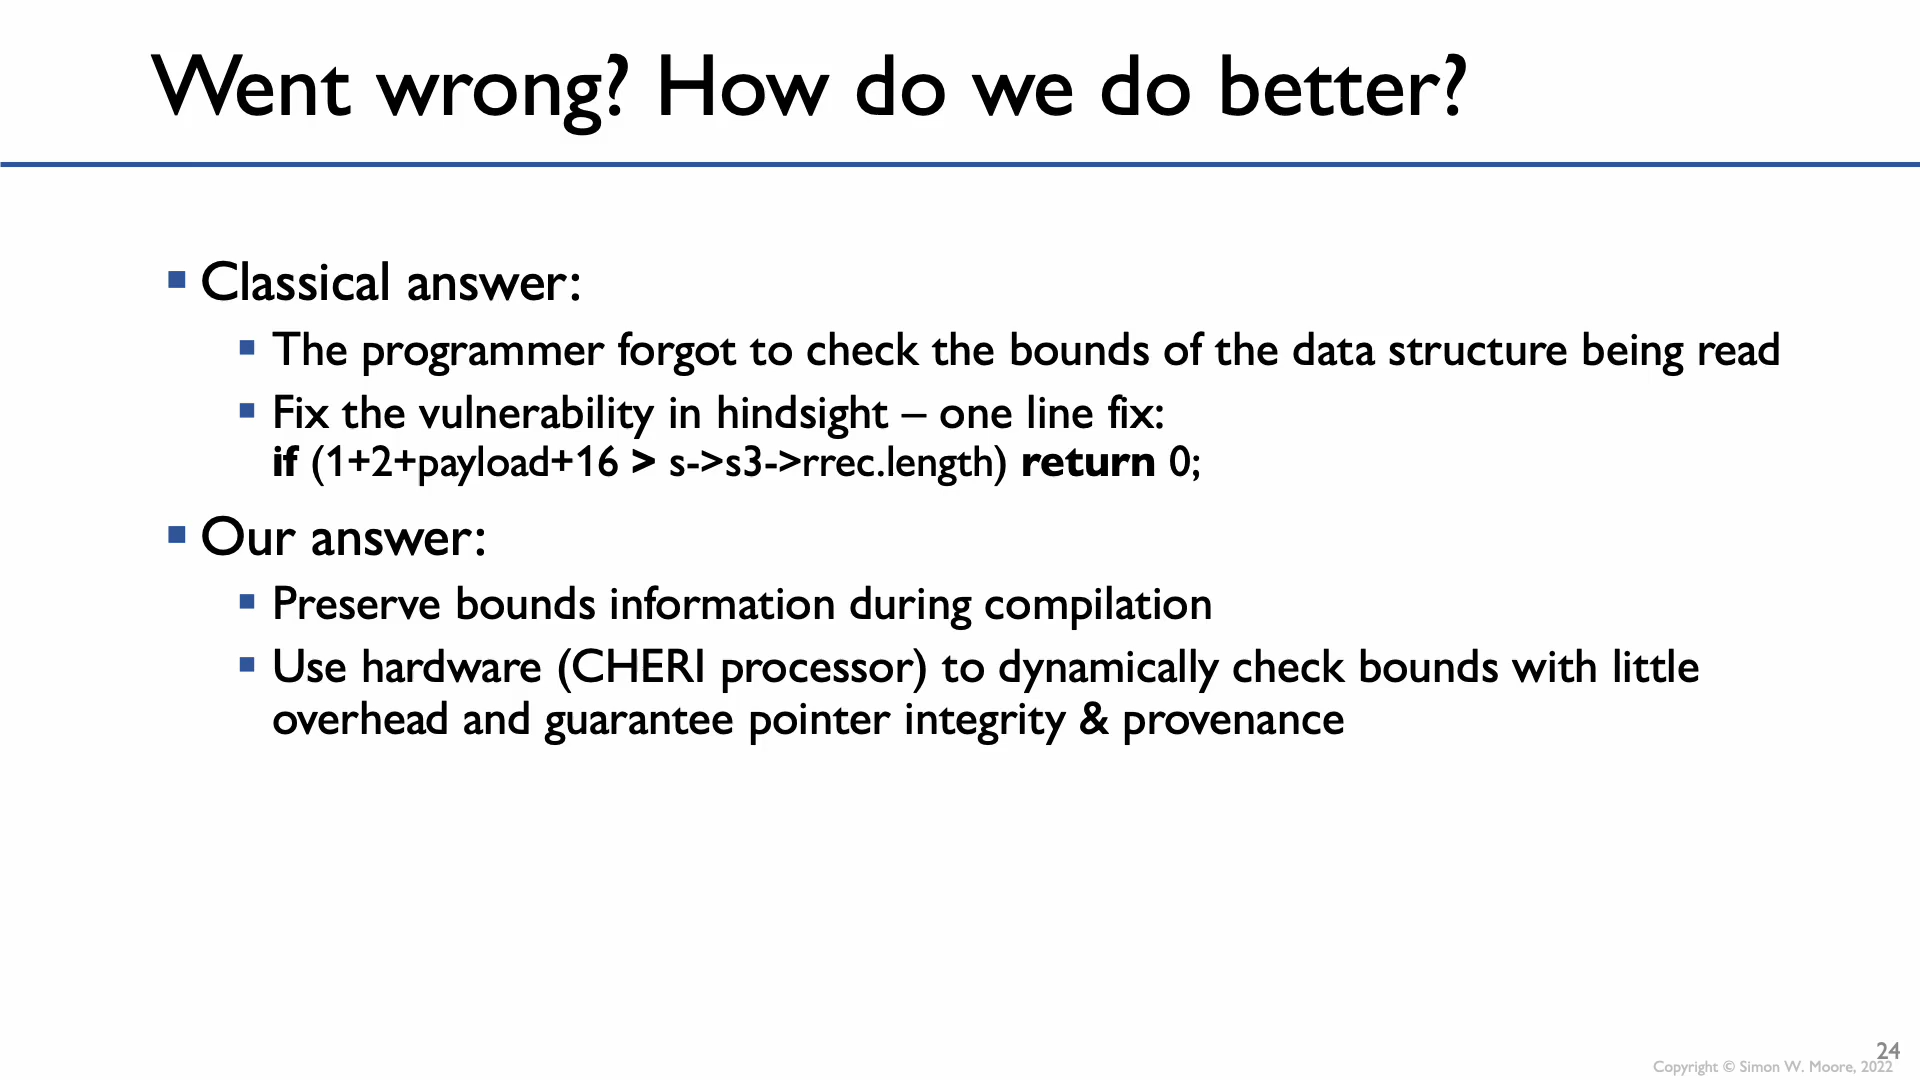 Went wrong? How do we do better?
Classical answer:
The programmer forgot to check the bounds of the data structure being read
Fix the vulnerability in hindsight – one line fix:
if (1+2+payload+16 > s->s3->rrec.length) return 0;
Our answer:
Preserve bounds information during compilation
Use hardware (CHERI processor) to dynamically check bounds with little
overhead and guarantee pointer integrity & provenance
24
Copyright © Simon W. Moore, 2022